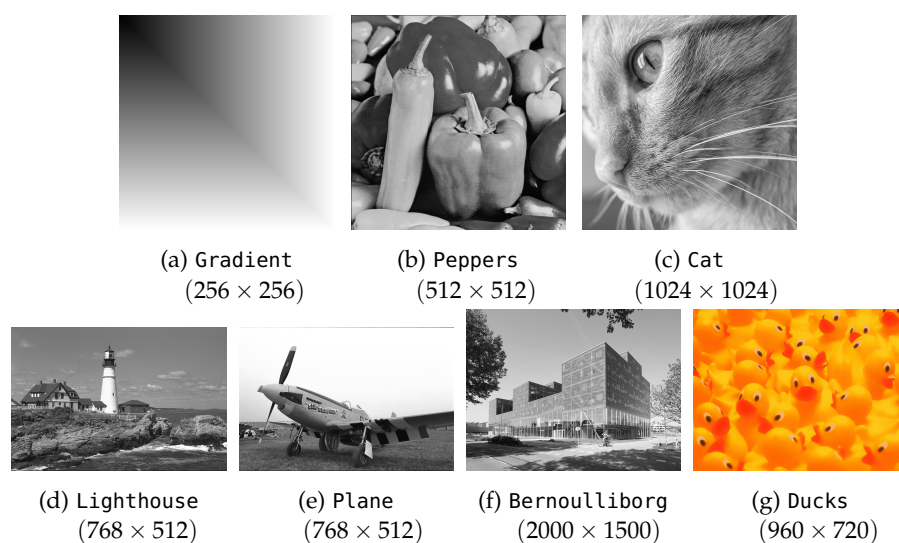 (a) Gradient
(256 × 256)
(b) Peppers
(512 × 512)
(c) Cat
(1024 × 1024)
(d) Lighthouse
(768 × 512)
(e) Plane
(768 × 512)
(f) Bernoulliborg
(2000 × 1500)
(g) Ducks
(960 × 720)